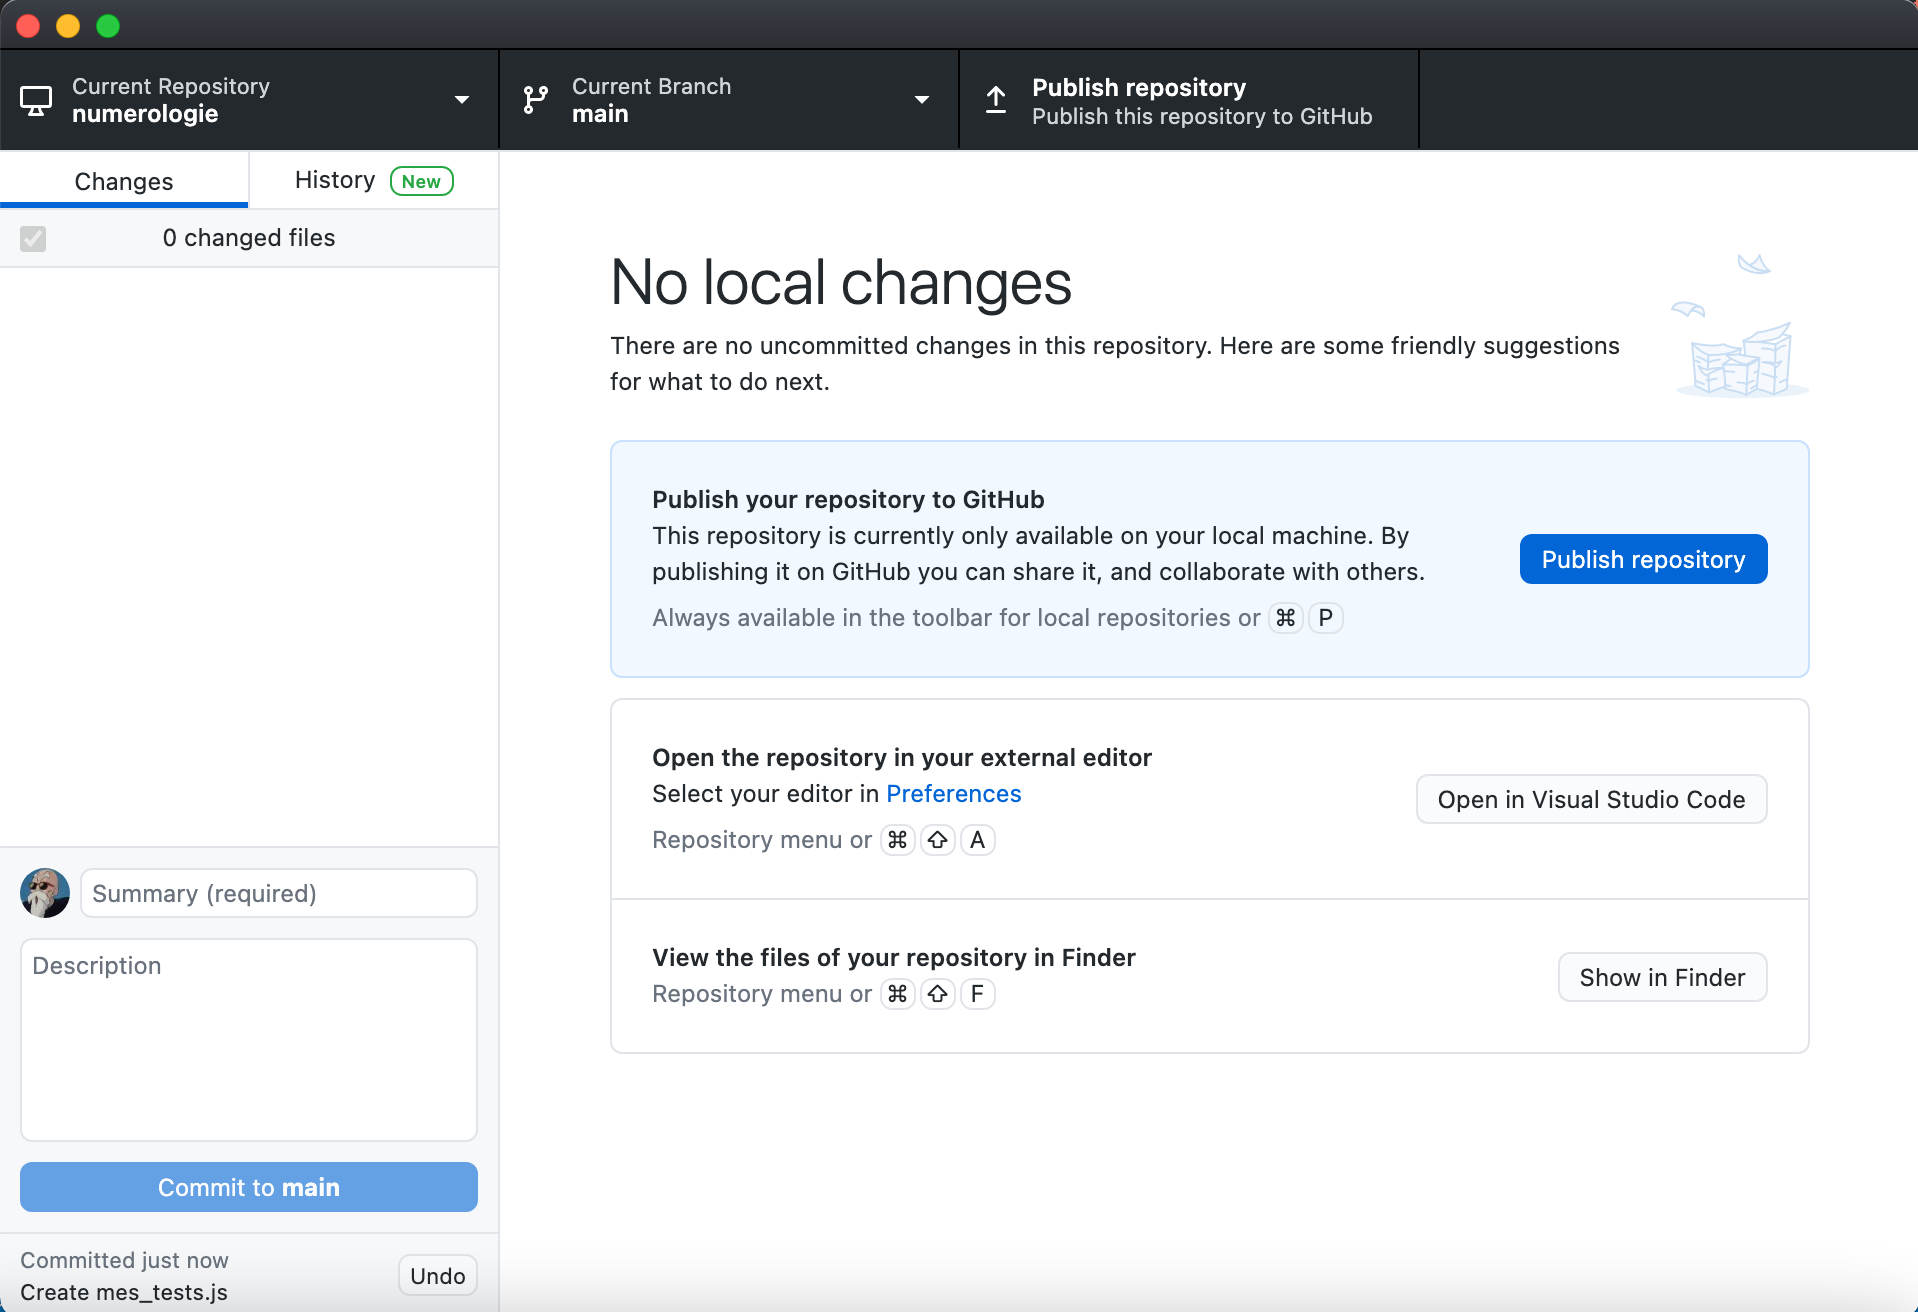 Current Repository
numerologie
Current Branch
main
Publish repository
Publish this repository to GitHub
Changes
History New
0 changed files
No local changes
There are no uncommitted changes in this repository. Here are some friendly suggestions
for what to do next.
Publish your repository to GitHub
This repository is currently only available on your local machine. By
publishing it on GitHub you can share it, and collaborate with others.
Always available in the toolbar for local repositories or ⌘ P
Publish repository
Open the repository in your external editor
Select your editor in Preferences
Repository menu or ⌘ ⇧ A
Open in Visual Studio Code
View the files of your repository in Finder
Repository menu or ⌘ ⇧ F
Show in Finder
Summary (required)
Description
Commit to main
Committed just now
Create mes_tests.js
Undo